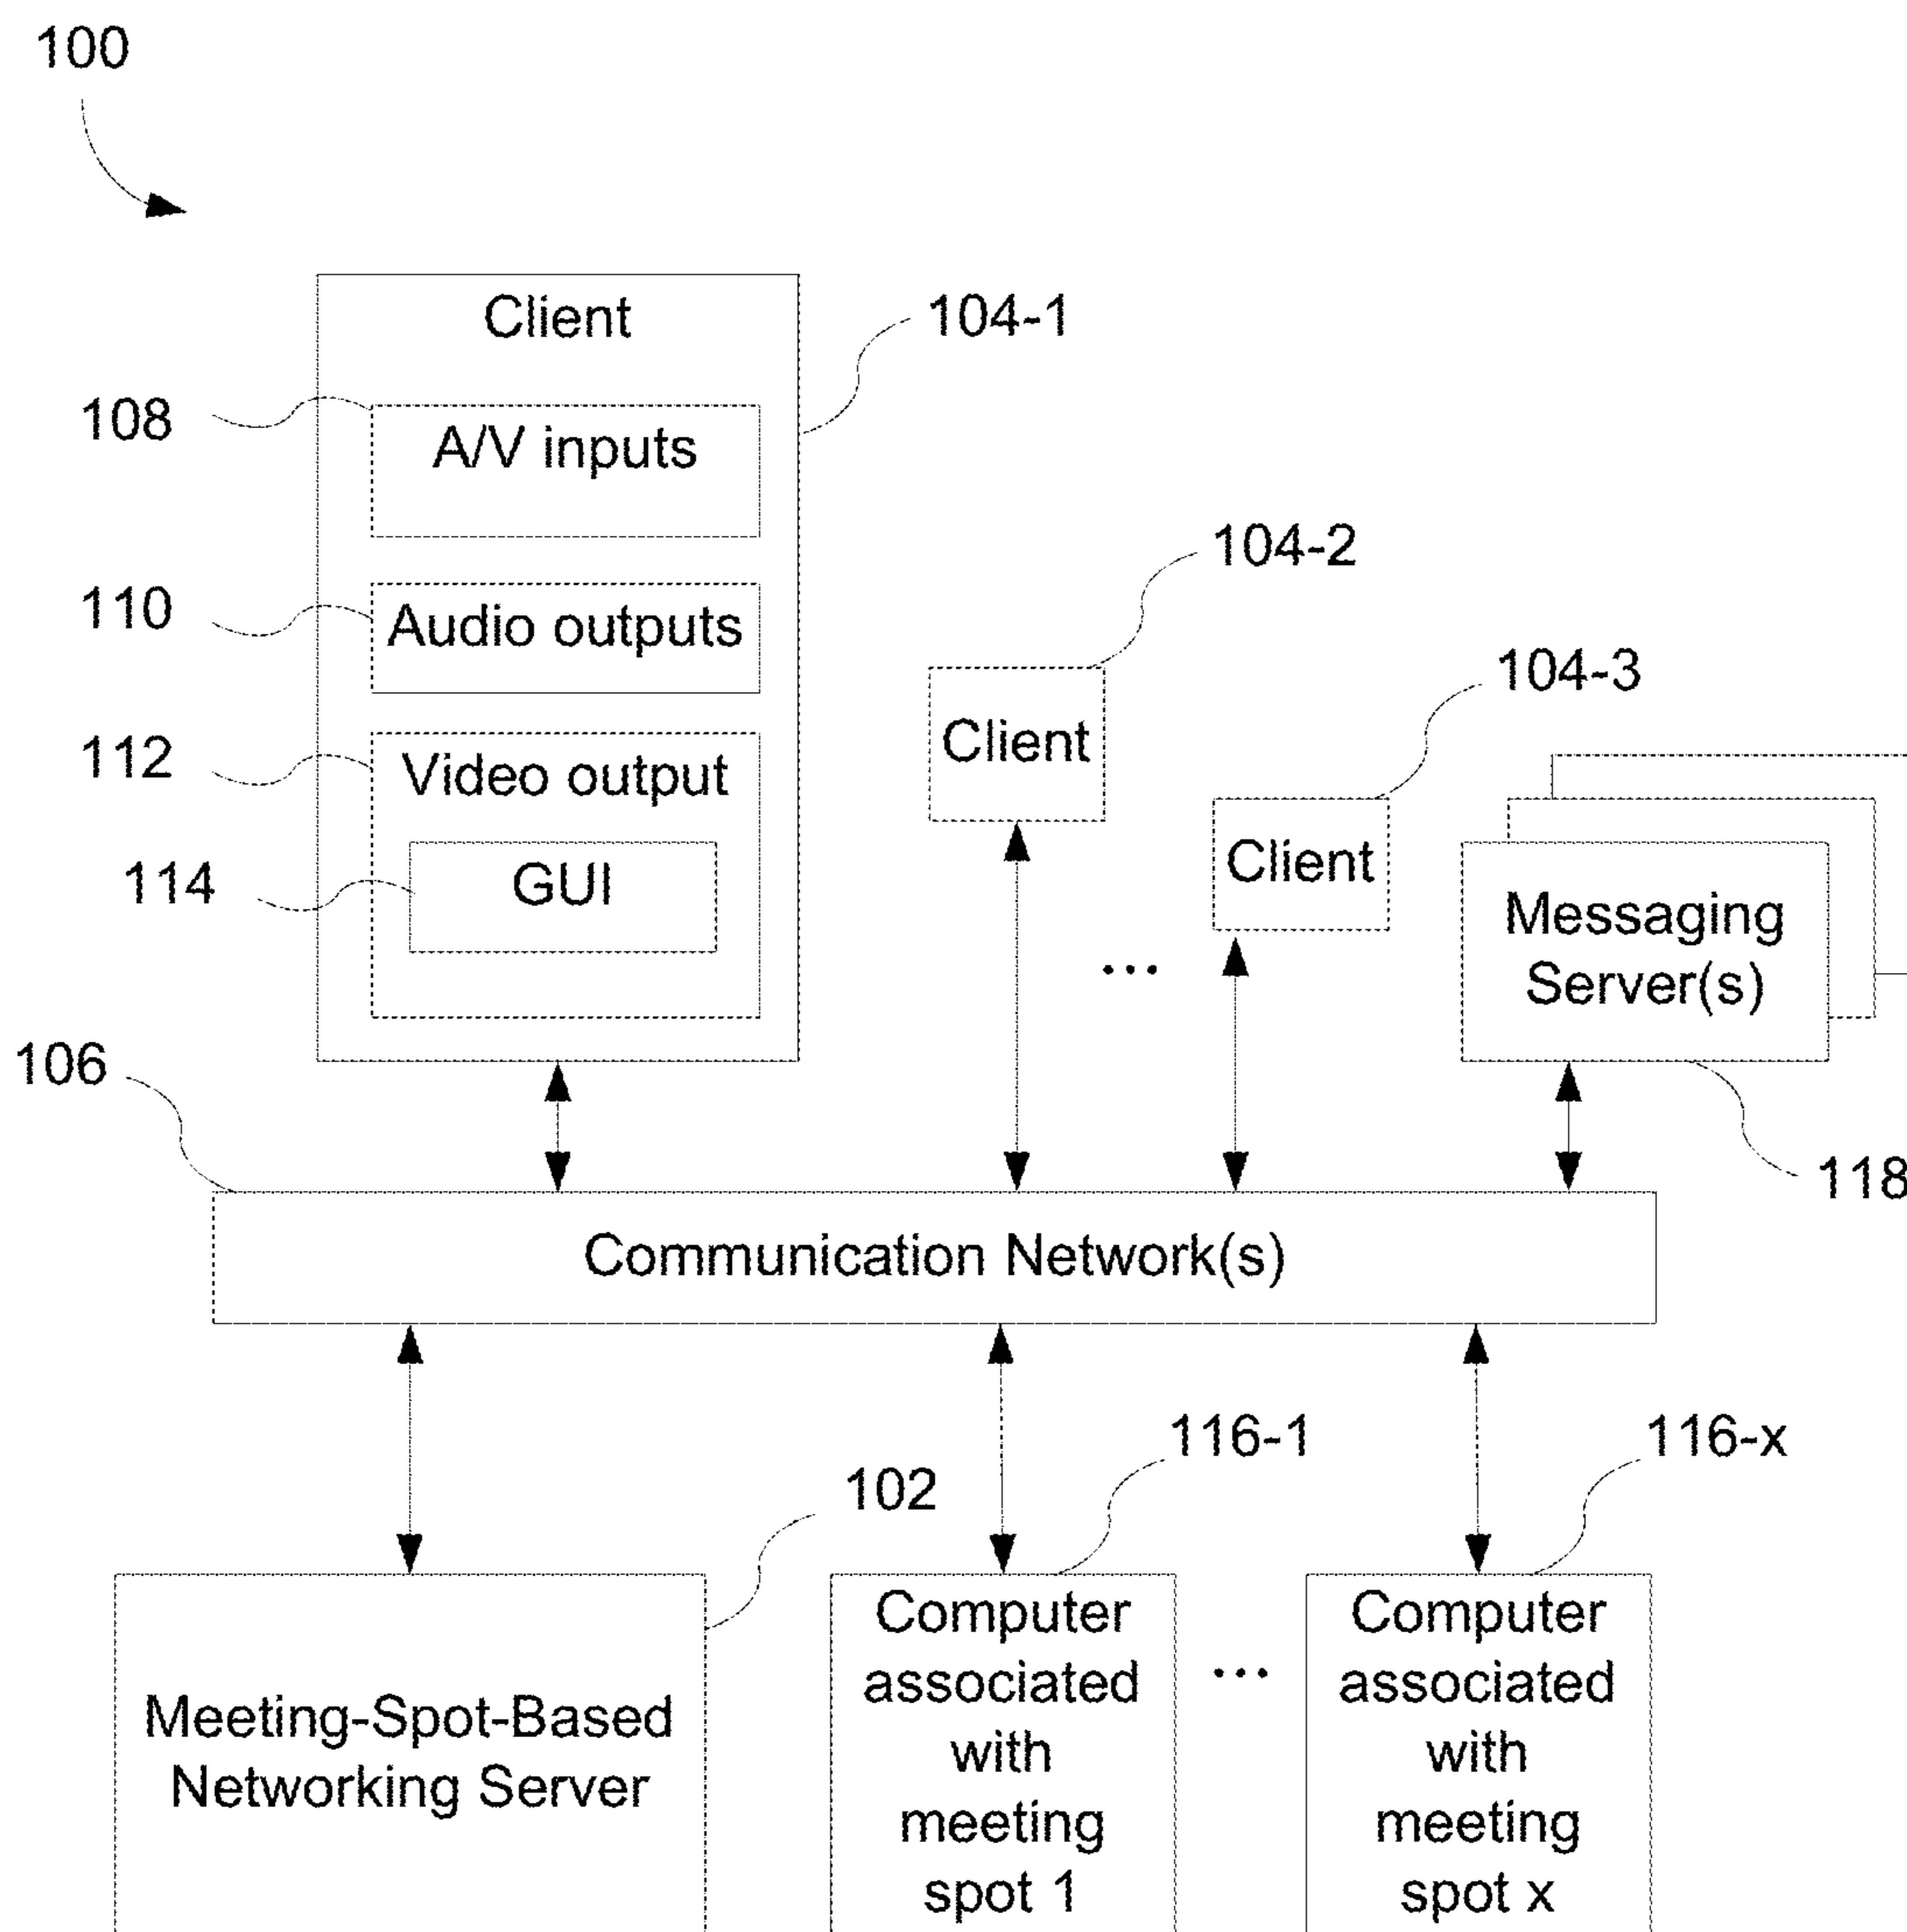 100
Client
104-1
108
A/V inputs
104-2
110
Audio outputs
104-3
112
Video output
Client
114
GUI
Client
...
Messaging
Server(s)
106
118
Communication Network(s)
116-1
116-x
102
Computer
associated
with
meeting
spot 1
...
Computer
associated
with
meeting
spot x
Meeting-Spot-Based
Networking Server